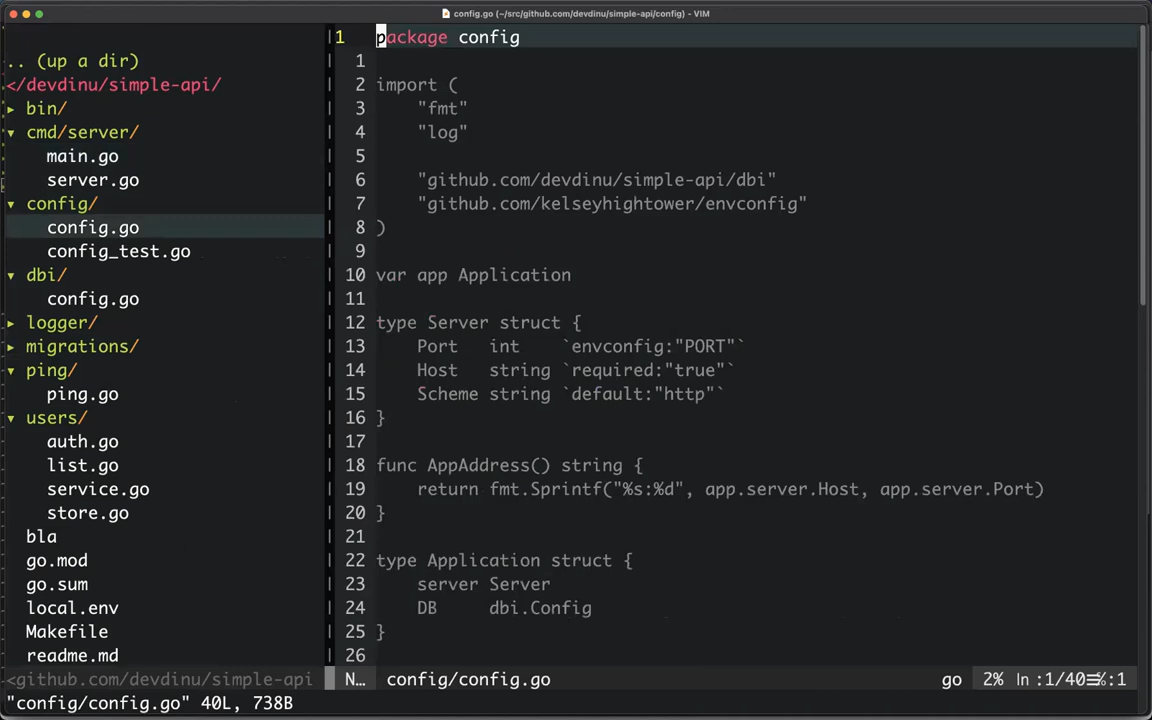 config.go (~/src/github.com/devdinu/simple-api/config) - VIM
.. (up a dir)
</devdinu/simple-api/
▸ bin/
▾ cmd/server/
main.go
server.go
▾ config/
config.go
config_test.go
▾ dbi/
config.go
▸ logger/
▸ migrations/
▾ ping/
ping.go
▾ users/
auth.go
list.go
service.go
store.go
bla
go.mod
go.sum
local.env
Makefile
readme.md
<github.com/devdinu/simple-api
1 package config
1
2 import (
3 "fmt"
4 "log"
5
6 "github.com/devdinu/simple-api/dbi"
7 "github.com/kelseyhightower/envconfig"
8 )
9
10 var app Application
11
12 type Server struct {
13 Port int `envconfig:"PORT"`
14 Host string `required:"true"`
15 Scheme string `default:"http"`
16 }
17
18 func AppAddress() string {
19 return fmt.Sprintf("%s:%d", app.server.Host, app.server.Port)
20 }
21
22 type Application struct {
23 server Server
24 DB dbi.Config
25 }
26
N… config/config.go go 2% ln :1/40≡%:1
"config/config.go" 40L, 738B